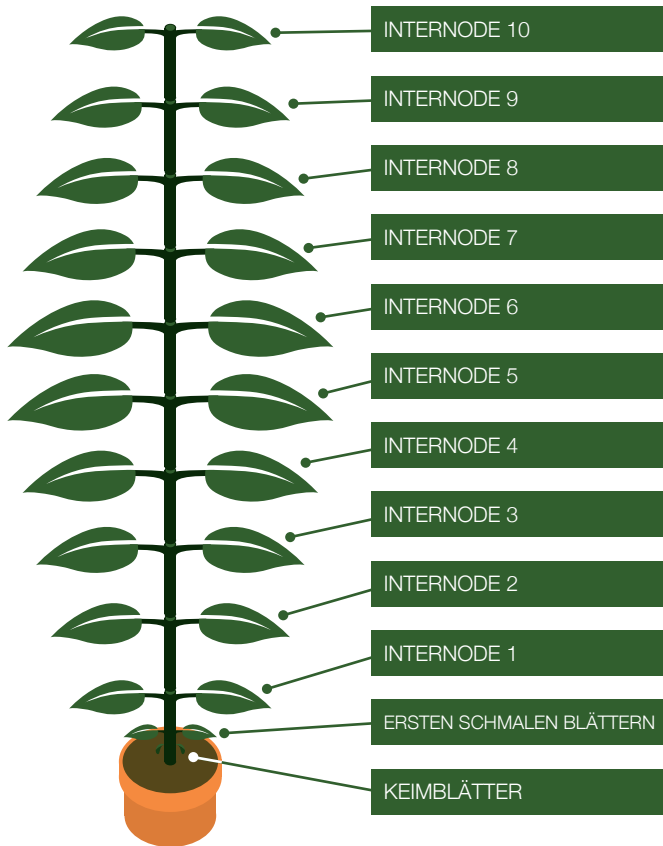 INTERNODE 10
INTERNODE 9
INTERNODE 8
INTERNODE 7
INTERNODE 6
INTERNODE 5
INTERNODE 4
INTERNODE 3
INTERNODE 2
INTERNODE 1
ERSTEN SCHMALEN BLÄTTERN
KEIMBLÄTTER